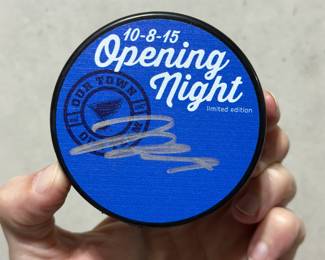 10-8-15
Opening
Night
limited edition
OUR TOWN